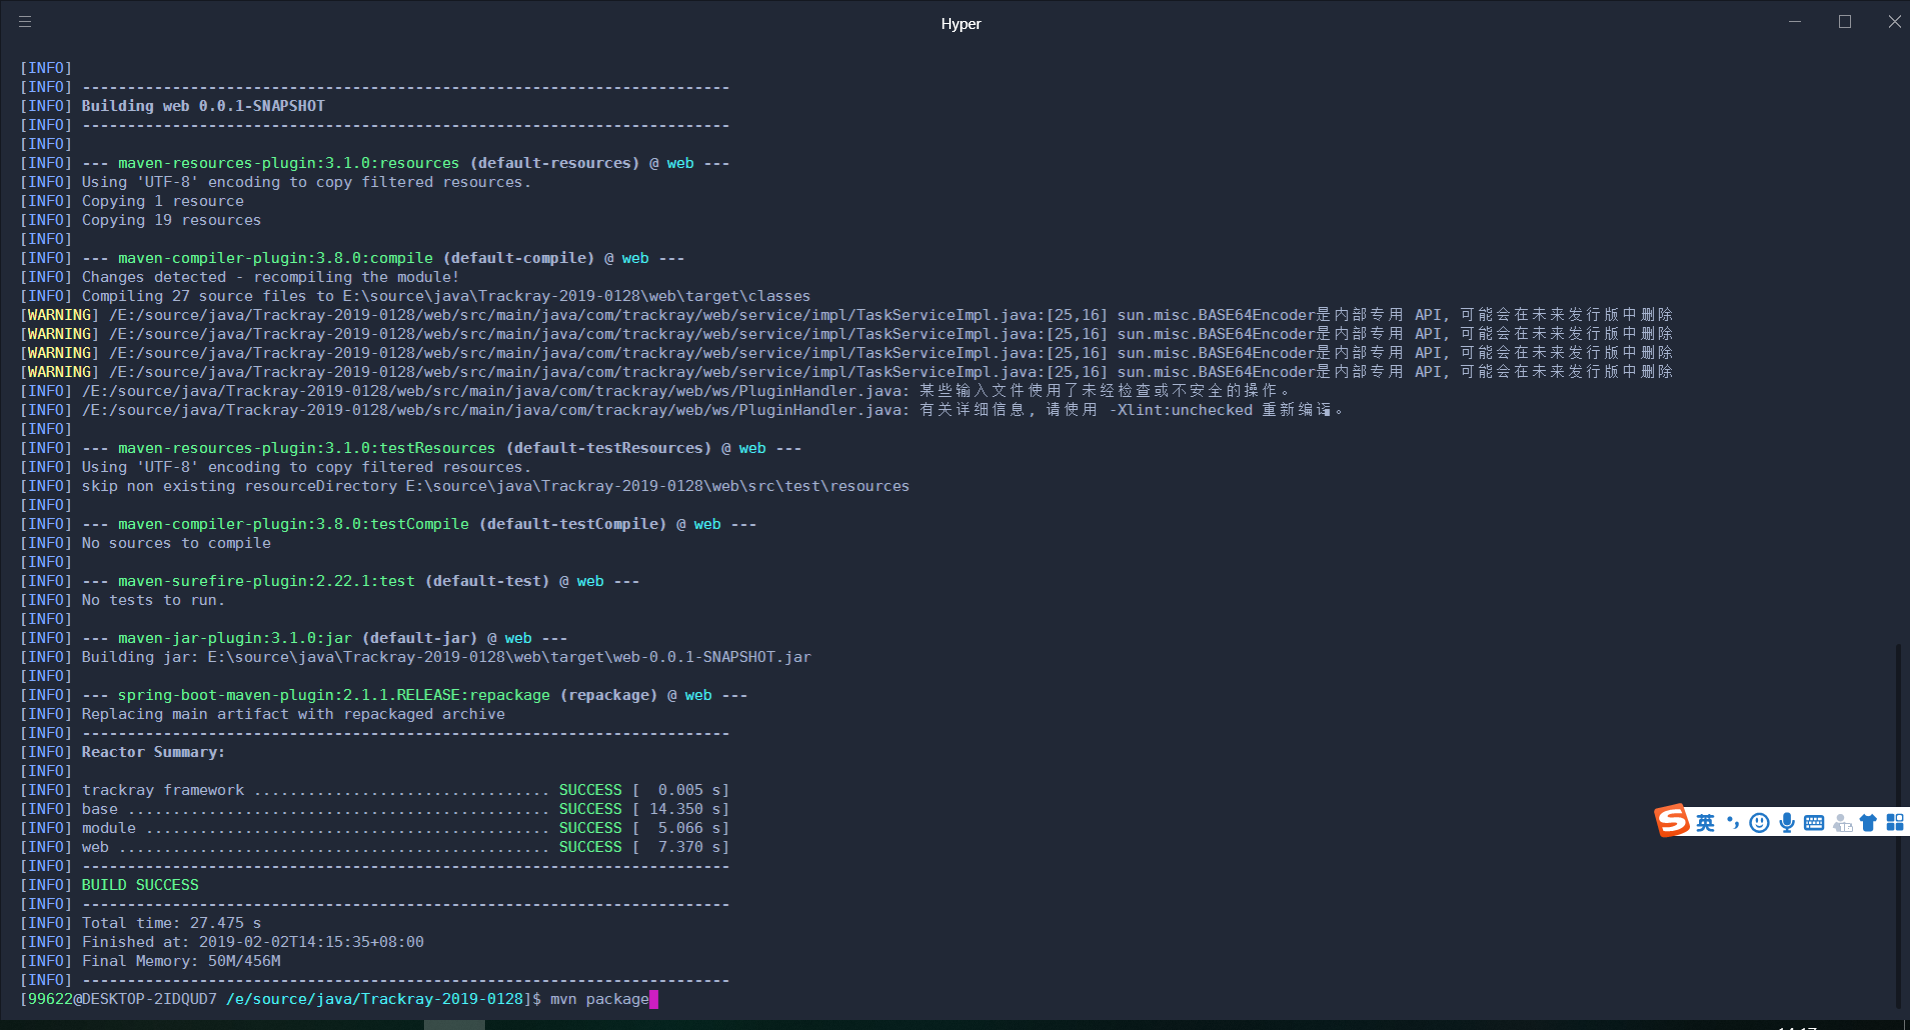 Hyper
[INFO]
[INFO] ------------------------------------------------------------------------
[INFO] Building web 0.0.1-SNAPSHOT
[INFO] ------------------------------------------------------------------------
[INFO]
[INFO] --- maven-resources-plugin:3.1.0:resources (default-resources) @ web ---
[INFO] Using 'UTF-8' encoding to copy filtered resources.
[INFO] Copying 1 resource
[INFO] Copying 19 resources
[INFO]
[INFO] --- maven-compiler-plugin:3.8.0:compile (default-compile) @ web ---
[INFO] Changes detected - recompiling the module!
[INFO] Compiling 27 source files to E:\source\java\Trackray-2019-0128\web\target\classes
[WARNING] /E:/source/java/Trackray-2019-0128/web/src/main/java/com/trackray/web/service/impl/TaskServiceImpl.java:[25,16] sun.misc.BASE64Encoder是内部专用 API, 可能会在未来发行版中删除
[WARNING] /E:/source/java/Trackray-2019-0128/web/src/main/java/com/trackray/web/service/impl/TaskServiceImpl.java:[25,16] sun.misc.BASE64Encoder是内部专用 API, 可能会在未来发行版中删除
[WARNING] /E:/source/java/Trackray-2019-0128/web/src/main/java/com/trackray/web/service/impl/TaskServiceImpl.java:[25,16] sun.misc.BASE64Encoder是内部专用 API, 可能会在未来发行版中删除
[WARNING] /E:/source/java/Trackray-2019-0128/web/src/main/java/com/trackray/web/service/impl/TaskServiceImpl.java:[25,16] sun.misc.BASE64Encoder是内部专用 API, 可能会在未来发行版中删除
[INFO] /E:/source/java/Trackray-2019-0128/web/src/main/java/com/trackray/web/ws/PluginHandler.java: 某些输入文件使用了未经检查或不安全的操作。
[INFO] /E:/source/java/Trackray-2019-0128/web/src/main/java/com/trackray/web/ws/PluginHandler.java: 有关详细信息, 请使用 -Xlint:unchecked 重新编译。
[INFO]
[INFO] --- maven-resources-plugin:3.1.0:testResources (default-testResources) @ web ---
[INFO] Using 'UTF-8' encoding to copy filtered resources.
[INFO] skip non existing resourceDirectory E:\source\java\Trackray-2019-0128\web\src\test\resources
[INFO]
[INFO] --- maven-compiler-plugin:3.8.0:testCompile (default-testCompile) @ web ---
[INFO] No sources to compile
[INFO]
[INFO] --- maven-surefire-plugin:2.22.1:test (default-test) @ web ---
[INFO] No tests to run.
[INFO]
[INFO] --- maven-jar-plugin:3.1.0:jar (default-jar) @ web ---
[INFO] Building jar: E:\source\java\Trackray-2019-0128\web\target\web-0.0.1-SNAPSHOT.jar
[INFO]
[INFO] --- spring-boot-maven-plugin:2.1.1.RELEASE:repackage (repackage) @ web ---
[INFO] Replacing main artifact with repackaged archive
[INFO] ------------------------------------------------------------------------
[INFO] Reactor Summary:
[INFO]
[INFO] trackray framework ................................. SUCCESS [  0.005 s]
[INFO] base ............................................... SUCCESS [ 14.350 s]
[INFO] module ............................................. SUCCESS [  5.066 s]
[INFO] web ................................................ SUCCESS [  7.370 s]
[INFO] ------------------------------------------------------------------------
[INFO] BUILD SUCCESS
[INFO] ------------------------------------------------------------------------
[INFO] Total time: 27.475 s
[INFO] Finished at: 2019-02-02T14:15:35+08:00
[INFO] Final Memory: 50M/456M
[INFO] ------------------------------------------------------------------------
[99622@DESKTOP-2IDQUD7 /e/source/java/Trackray-2019-0128]$ mvn package
英